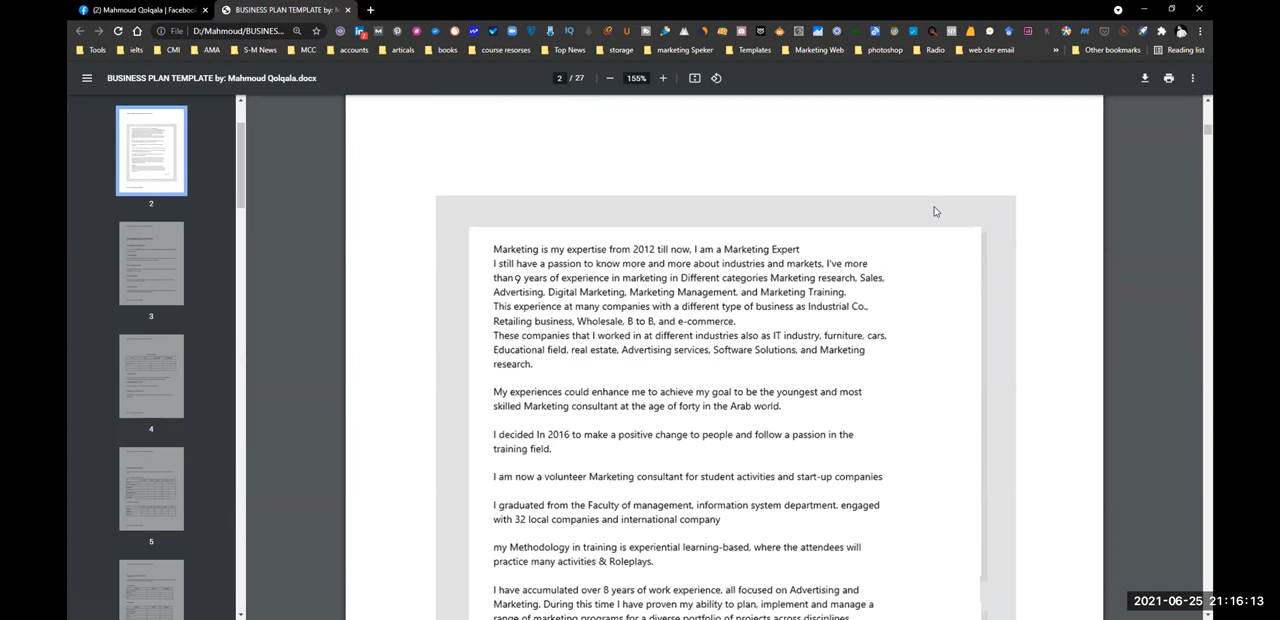 (2) Mahmoud Qolqala | Facebook
BUSINESS PLAN TEMPLATE by: M
File
D:/Mahmoud/BUSINES...
Tools
ielts
CMI
AMA
S-M News
MCC
accounts
articals
books
course resorses
Top News
storage
marketing Speker
Templates
Marketing Web
photoshop
Radio
web cler email
»
Other bookmarks
Reading list
BUSINESS PLAN TEMPLATE by: Mahmoud Qolqala.docx
2 / 27
155%
Marketing is my expertise from 2012 till now, I am a Marketing Expert
I still have a passion to know more and more about industries and markets, I've more
than 9 years of experience in marketing in Different categories Marketing research, Sales,
Advertising, Digital Marketing, Marketing Management, and Marketing Training.
This experience at many companies with a different type of business as Industrial Co.,
Retailing business, Wholesale, B to B, and e-commerce.
These companies that I worked in at different industries also as IT industry, furniture, cars,
Educational field, real estate, Advertising services, Software Solutions, and Marketing
research.
My experiences could enhance me to achieve my goal to be the youngest and most
skilled Marketing consultant at the age of forty in the Arab world.
I decided In 2016 to make a positive change to people and follow a passion in the
training field.
I am now a volunteer Marketing consultant for student activities and start-up companies
I graduated from the Faculty of management, information system department. engaged
with 32 local companies and international company
my Methodology in training is experiential learning-based, where the attendees will
practice many activities & Roleplays.
I have accumulated over 8 years of work experience, all focused on Advertising and
Marketing. During this time I have proven my ability to plan, implement and manage a
range of marketing programs for a diverse portfolio of projects across disciplines
2
3
4
5
2021-06-25 21:16:13